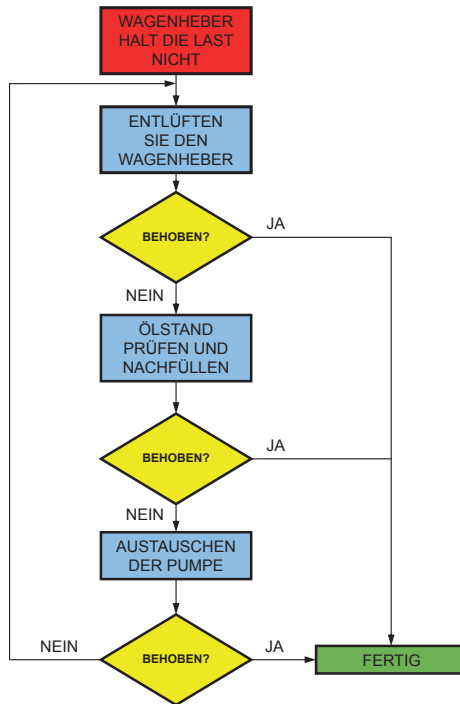 WAGENHEBER
HALT DIE LAST
NICHT
ENTLÜFTEN
SIE DEN
WAGENHEBER
BEHOBEN?
JA
NEIN
ÖLSTAND
PRÜFEN UND
NACHFÜLLEN
BEHOBEN?
JA
NEIN
AUSTAUSCHEN
DER PUMPE
NEIN
BEHOBEN?
JA
FERTIG